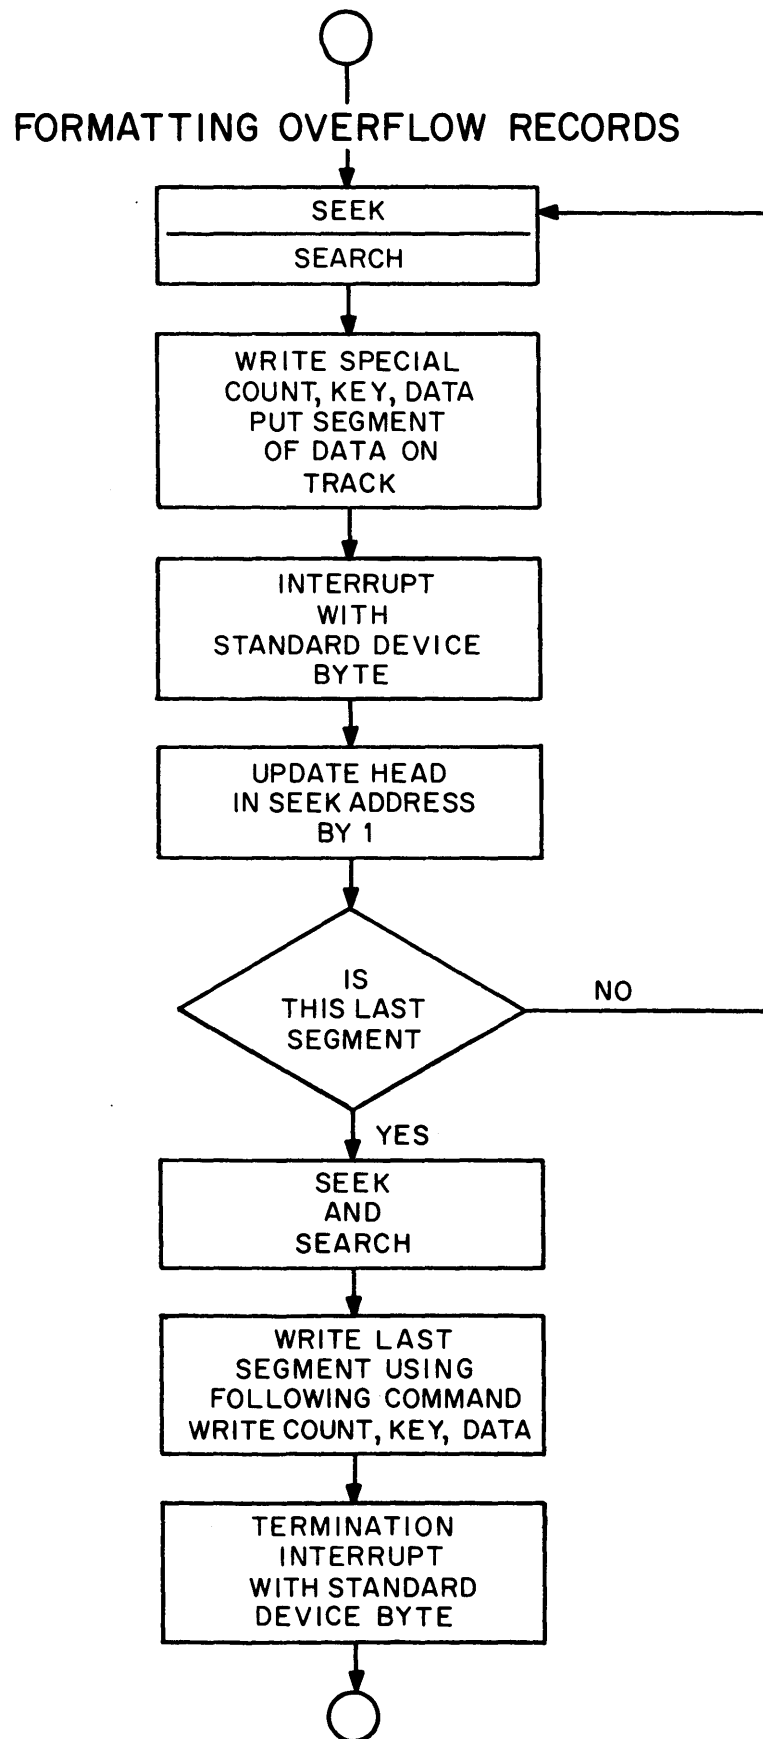 FORMATTING OVERFLOW RECORDS
SEEK
SEARCH
WRITE SPECIAL
COUNT, KEY, DATA
PUT SEGMENT
OF DATA ON
TRACK
INTERRUPT
WITH
STANDARD DEVICE
BYTE
UPDATE HEAD
IN SEEK ADDRESS
BY 1
IS
THIS LAST
SEGMENT
NO
YES
SEEK
AND
SEARCH
WRITE LAST
SEGMENT USING
FOLLOWING COMMAND
WRITE COUNT, KEY, DATA
TERMINATION
INTERRUPT
WITH STANDARD
DEVICE BYTE